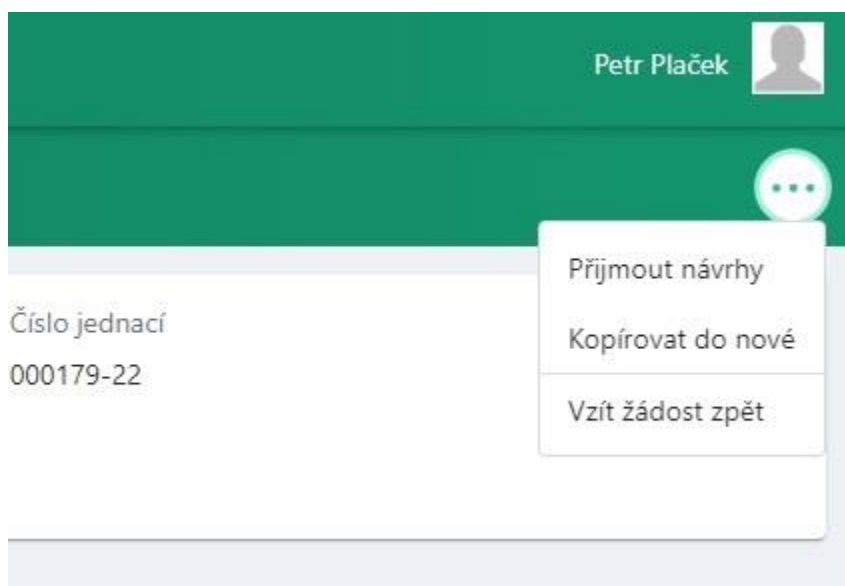 Petr Plaček
Přijmout návrhy
Číslo jednací
Kopírovat do nové
000179-22
Vzít žádost zpět